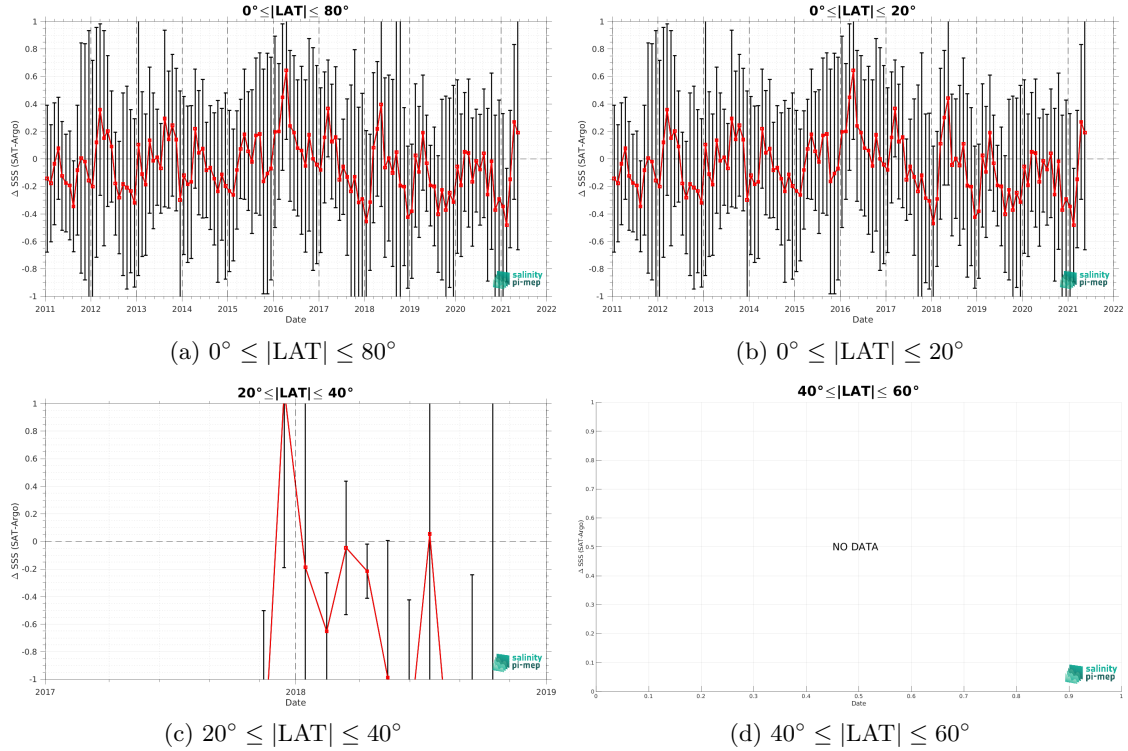 0°≤|LAT|≤ 80°
1
0.8
0.6
0.4
0.2
0
-0.2
-0.4
-0.6
-0.8
-1
Δ SSS (SAT-Argo)
2011 2012 2013 2014 2015 2016 2017 2018 2019 2020 2021 2022
Date
salinity
pi-mep
(a) 0° ≤ |LAT| ≤ 80°
0°≤|LAT|≤ 20°
1
0.8
0.6
0.4
0.2
0
-0.2
-0.4
-0.6
-0.8
-1
Δ SSS (SAT-Argo)
2011 2012 2013 2014 2015 2016 2017 2018 2019 2020 2021 2022
Date
salinity
pi-mep
(b) 0° ≤ |LAT| ≤ 20°
20°≤|LAT|≤ 40°
1
0.8
0.6
0.4
0.2
0
-0.2
-0.4
-0.6
-0.8
-1
Δ SSS (SAT-Argo)
2017 2018 2019
Date
salinity
pi-mep
(c) 20° ≤ |LAT| ≤ 40°
40°≤|LAT|≤ 60°
1
0.9
0.8
0.7
0.6
0.5
0.4
0.3
0.2
0.1
0
Δ SSS (SAT-Argo)
NO DATA
0 0.1 0.2 0.3 0.4 0.5 0.6 0.7 0.8 0.9 1
Date
salinity
pi-mep
(d) 40° ≤ |LAT| ≤ 60°